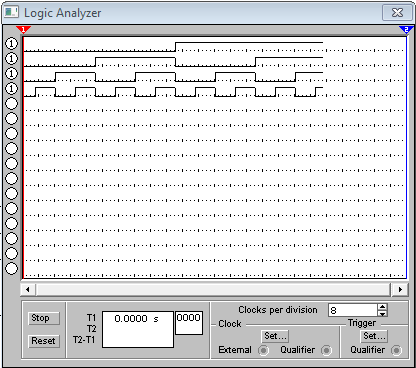 Logic Analyzer
1 2
1
1
1
1
Stop
Reset
T1
T2
T2-T1
0.0000 s
0000
Clocks per division 8
Clock
Trigger
Set...
Set...
External
Qualifier
Qualifier